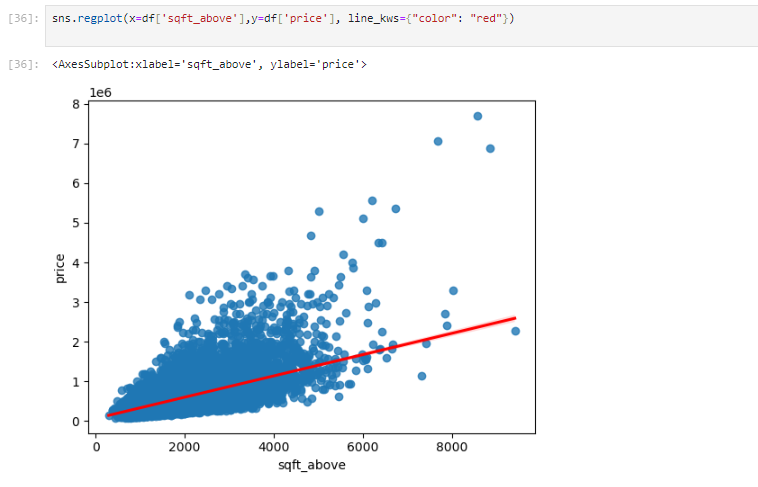 [36]: sns.regplot(x=df['sqft_above'],y=df['price'], line_kws={"color": "red"})
[36]: <AxesSubplot:xlabel='sqft_above', ylabel='price'>
1e6
8
7
6
5
4
3
2
1
0
price
0 2000 4000 6000 8000
sqft_above